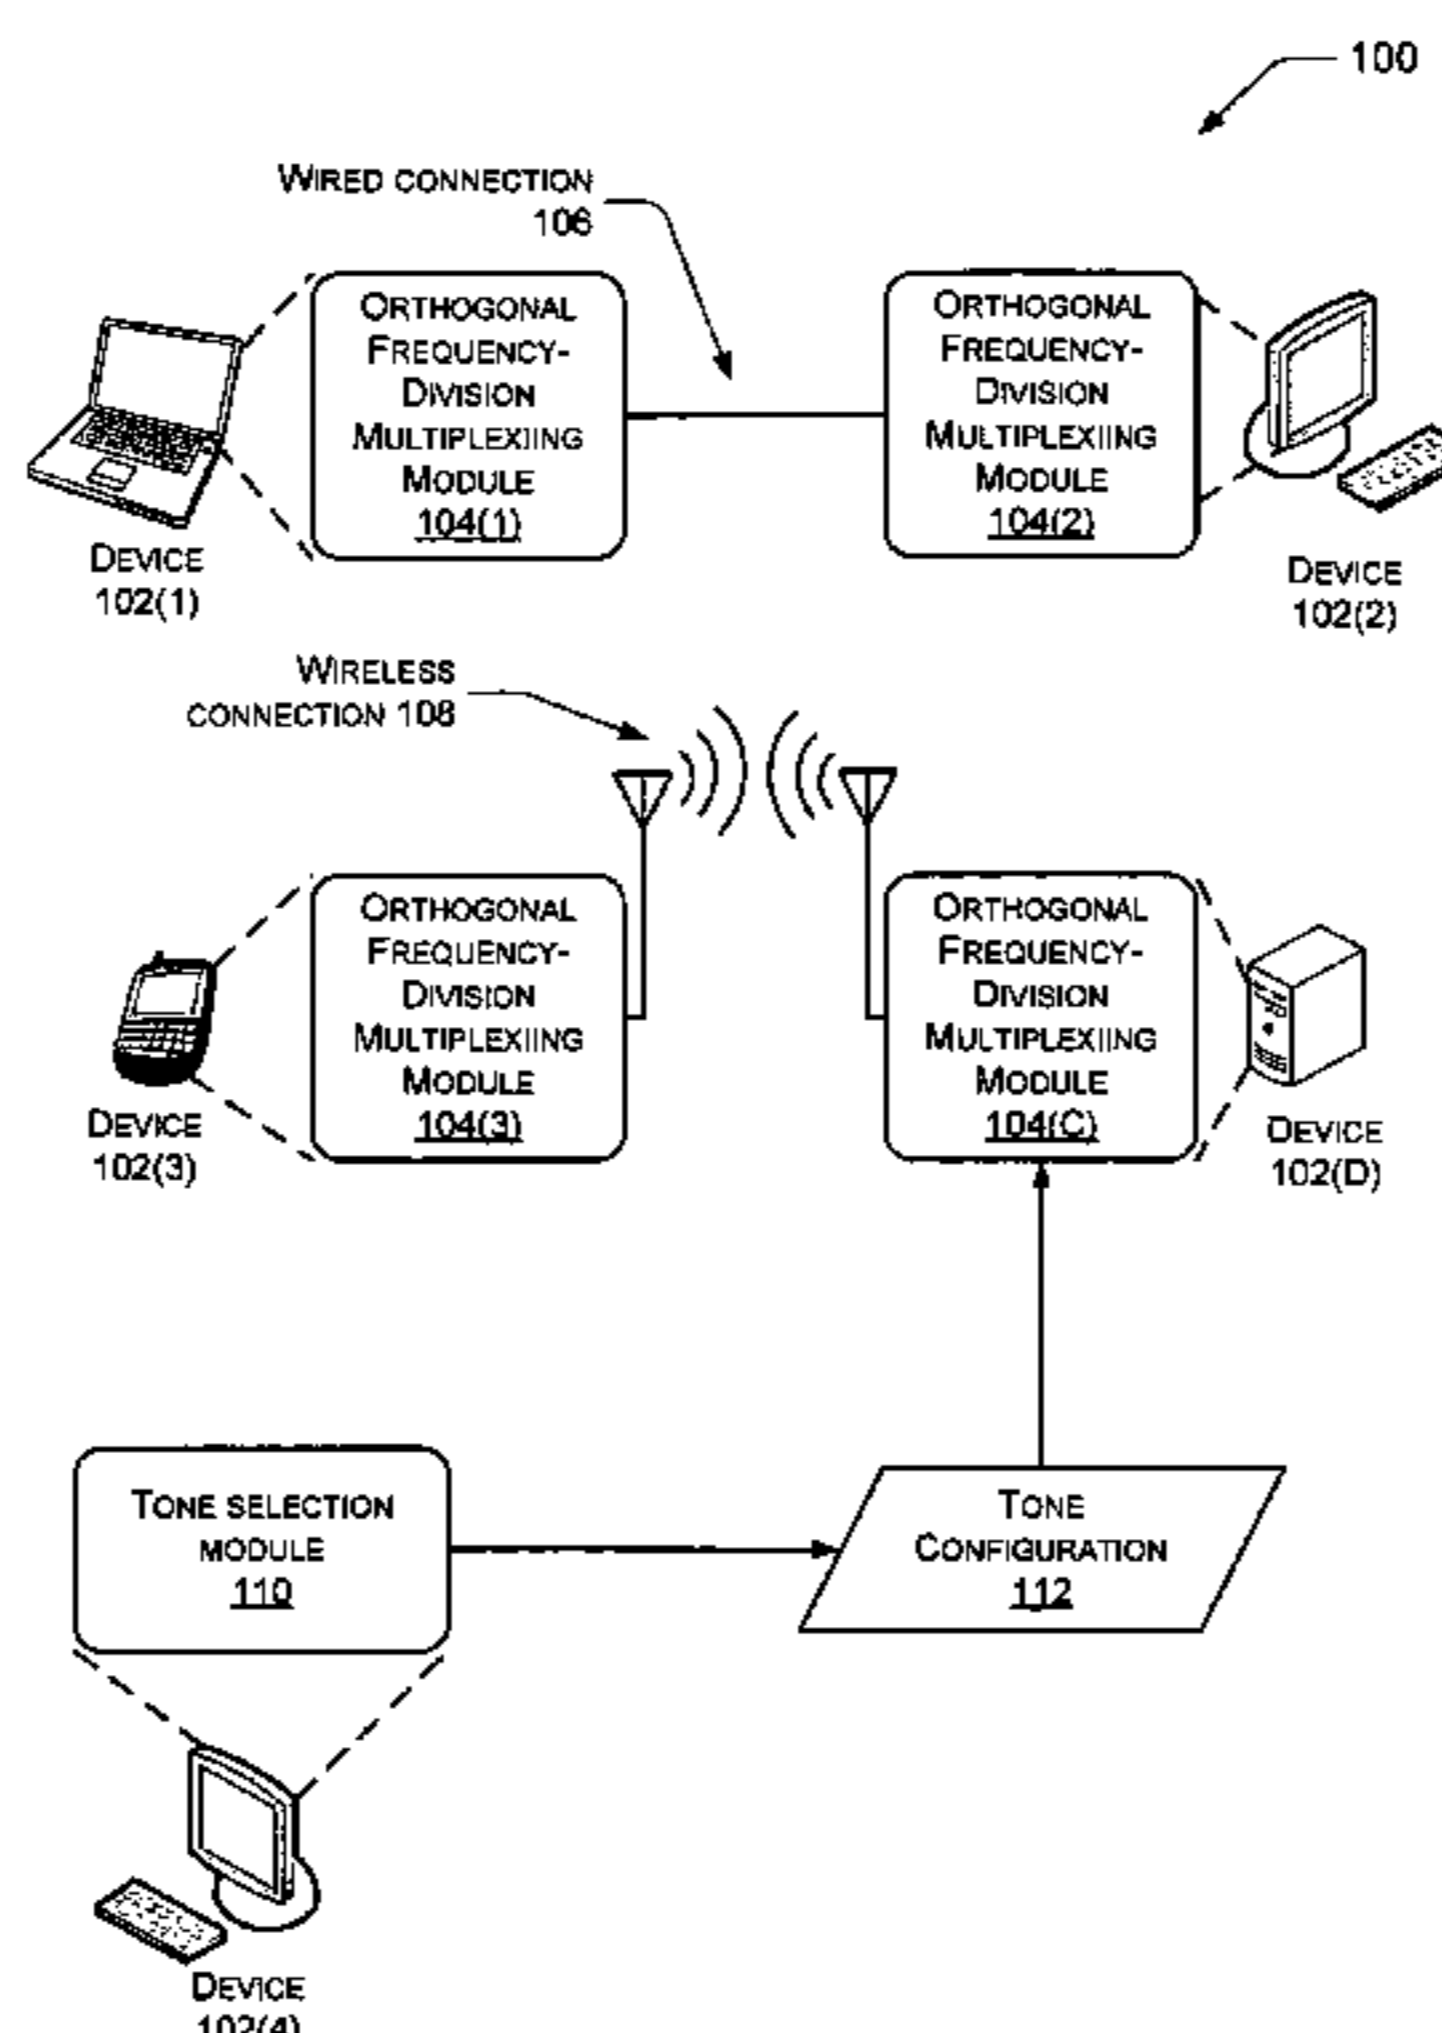 100
WIRED CONNECTION
106
ORTHOGONAL
FREQUENCY-
DIVISION
MULTIPLEXIING
MODULE
104(1)
ORTHOGONAL
FREQUENCY-
DIVISION
MULTIPLEXIING
MODULE
104(2)
DEVICE
102(1)
DEVICE
102(2)
WIRELESS
CONNECTION 108
ORTHOGONAL
FREQUENCY-
DIVISION
MULTIPLEXIING
MODULE
104(3)
ORTHOGONAL
FREQUENCY-
DIVISION
MULTIPLEXIING
MODULE
104(C)
DEVICE
102(3)
DEVICE
102(D)
TONE SELECTION
MODULE
110
TONE
CONFIGURATION
112
DEVICE
102(4)